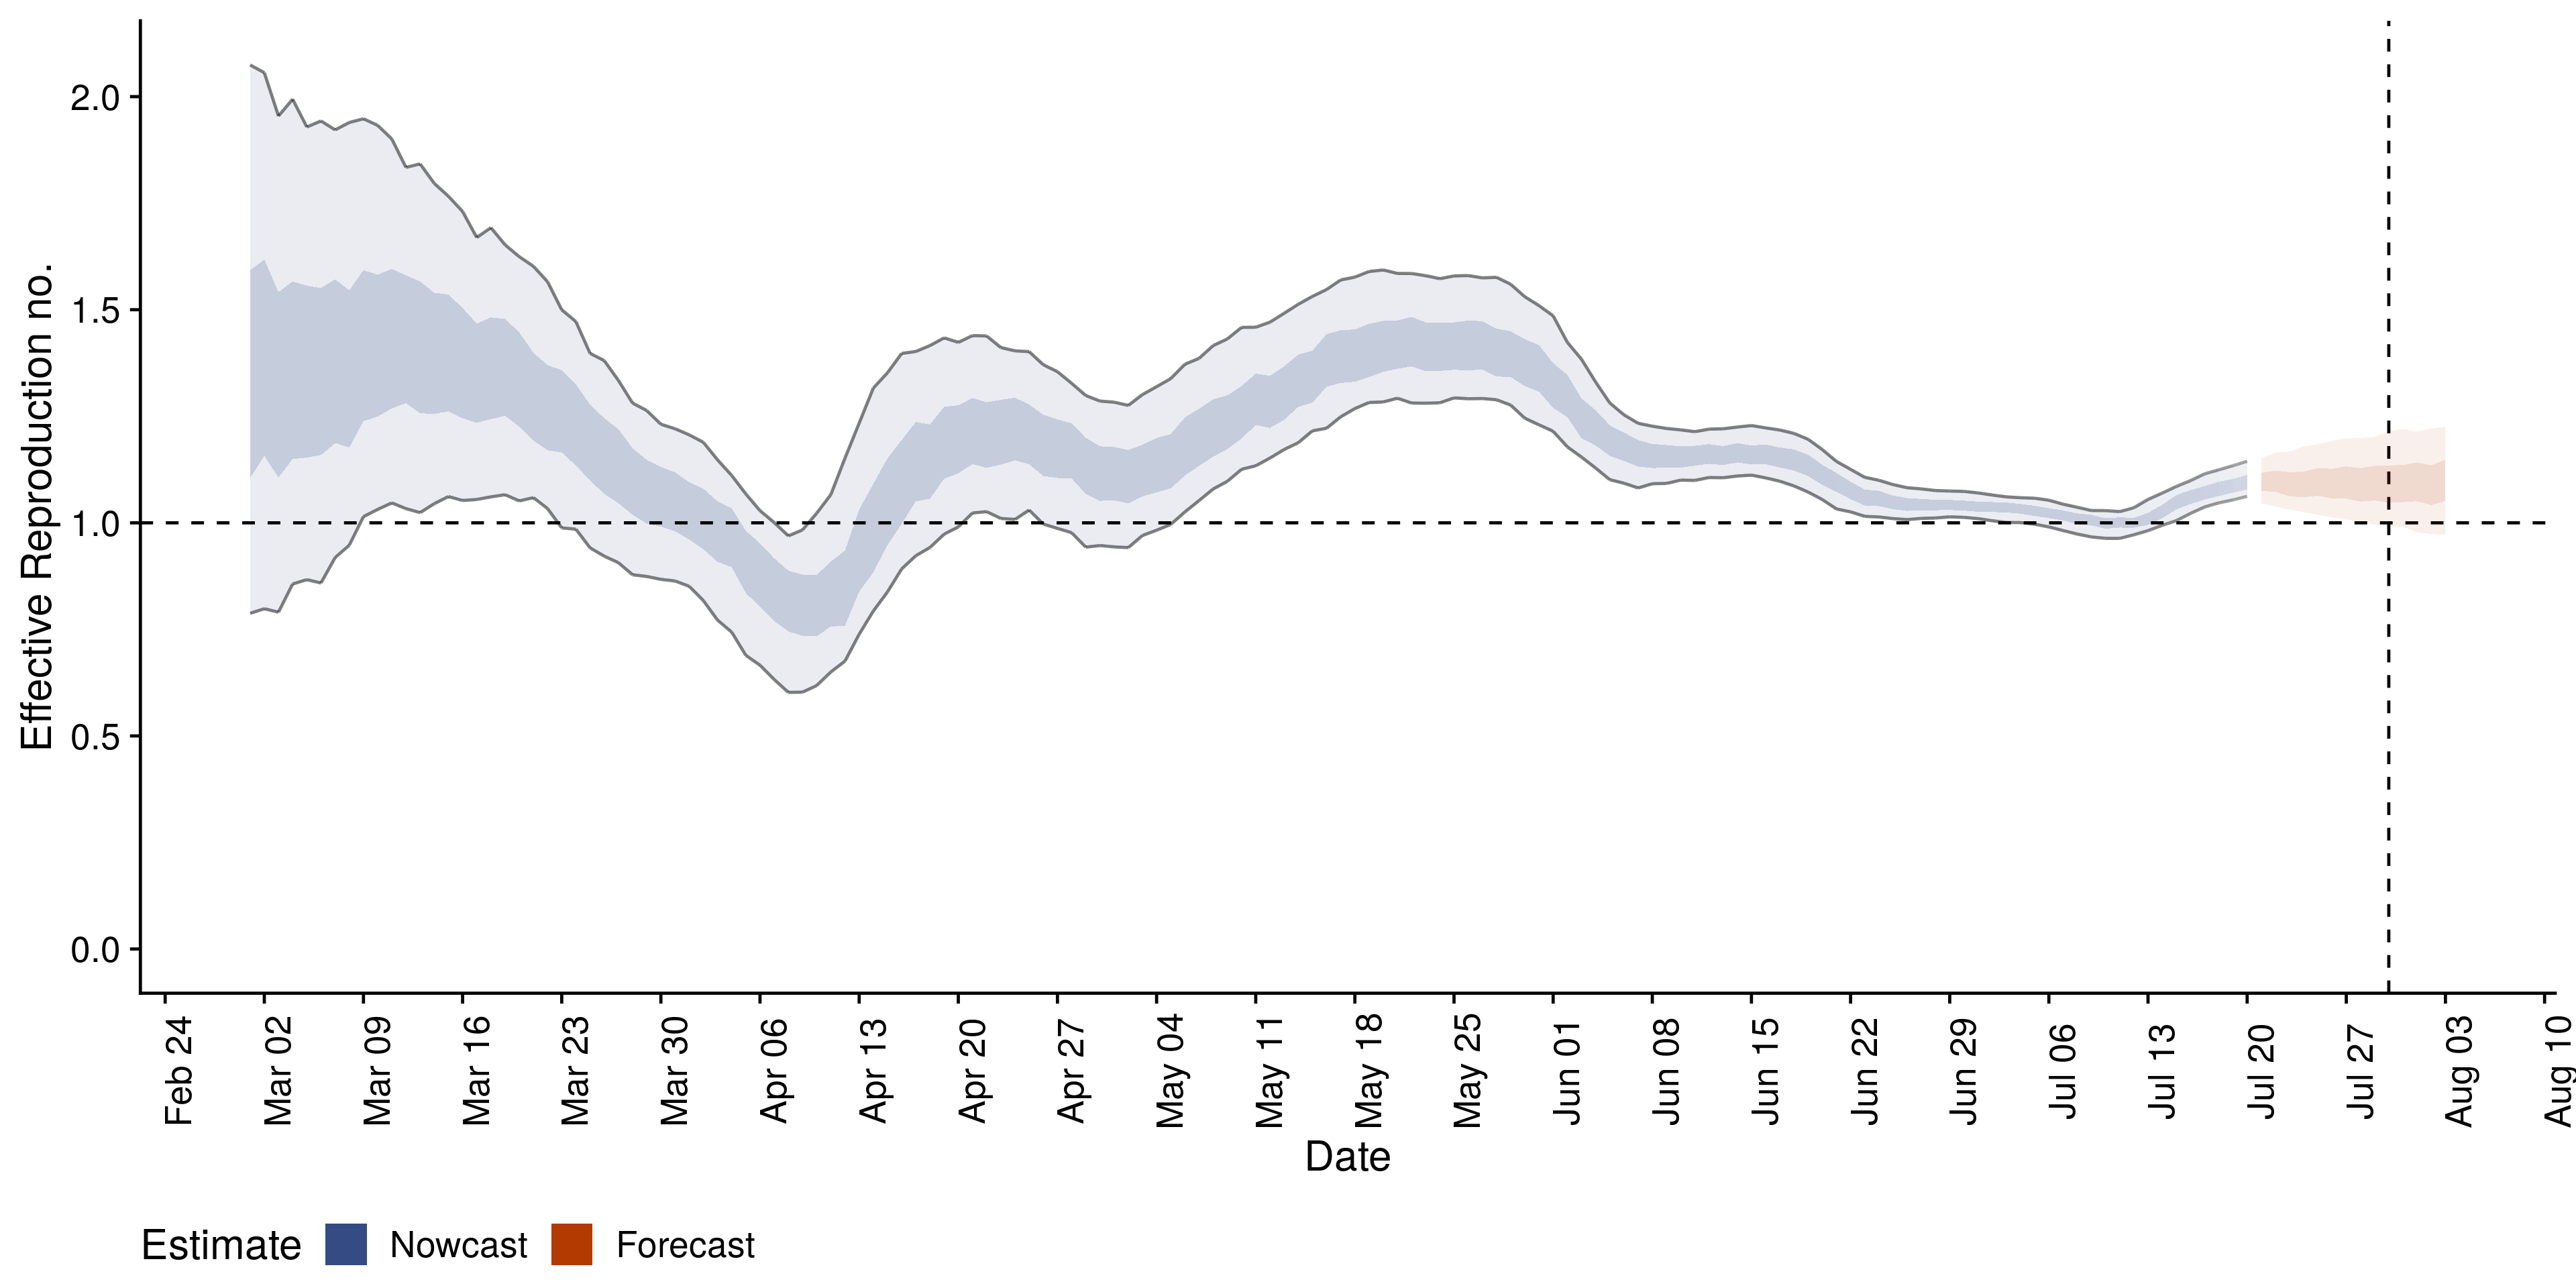 Effective Reproduction no.
2.0
1.5
1.0
0.5
0.0
Feb 24
Mar 02
Mar 09
Mar 16
Mar 23
Mar 30
Apr 06
Apr 13
Apr 20
Apr 27
May 04
May 11
May 18
May 25
Jun 01
Jun 08
Jun 15
Jun 22
Jun 29
Jul 06
Jul 13
Jul 20
Jul 27
Aug 03
Aug 10
Date
Estimate Nowcast Forecast